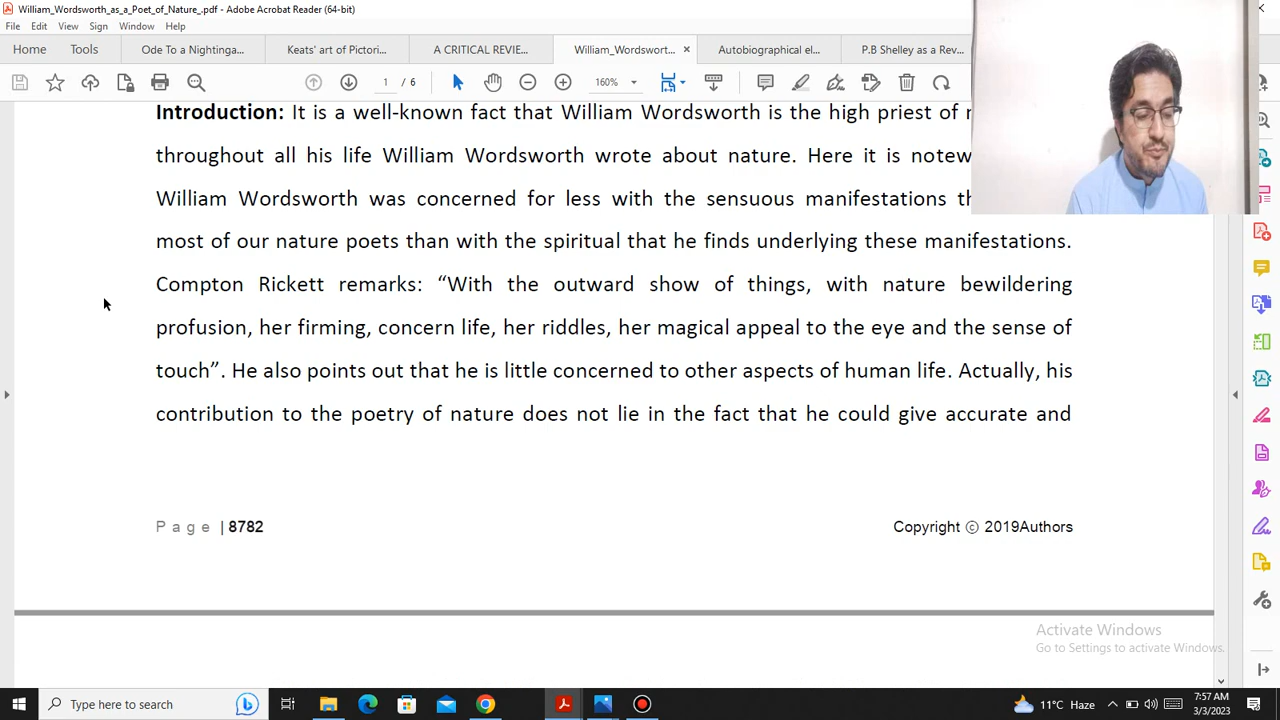 William_Wordsworth_as_a_Poet_of_Nature_.pdf - Adobe Acrobat Reader (64-bit)
File Edit View Sign Window Help
Home Tools Ode To a Nightinga... Keats' art of Pictori... A CRITICAL REVIE... William_Wordswort... × Autobiographical el... P.B Shelley as a Rev...
1 / 6 160%
Introduction: It is a well-known fact that William Wordsworth is the high priest of
throughout all his life William Wordsworth wrote about nature. Here it is
William Wordsworth was concerned for less with the sensuous manifestations
most of our nature poets than with the spiritual that he finds underlying these manifestations.
Compton Rickett remarks: “With the outward show of things, with nature bewildering
profusion, her firming, concern life, her riddles, her magical appeal to the eye and the sense of
touch”. He also points out that he is little concerned to other aspects of human life. Actually, his
contribution to the poetry of nature does not lie in the fact that he could give accurate and
Page | 8782 Copyright © 2019Authors
Activate Windows
Go to Settings to activate Windows.
Type here to search 11°C Haze 7:57 AM
3/3/2023